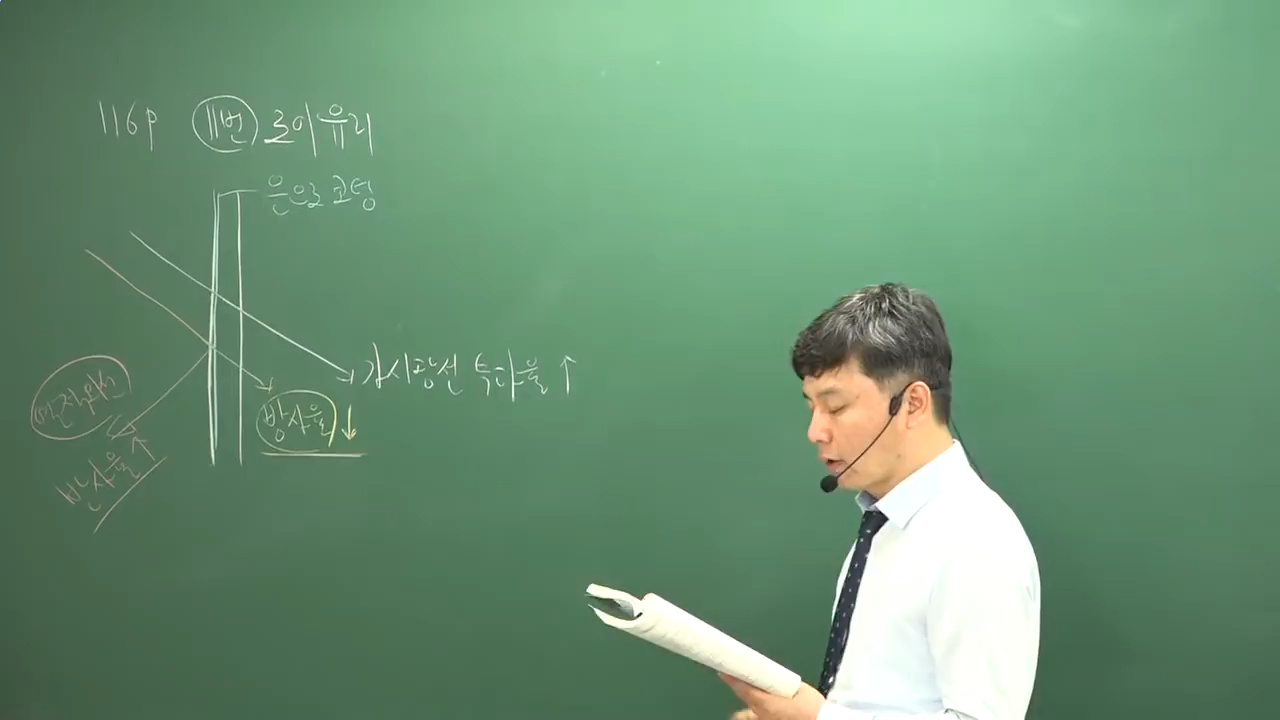 116p 11번 로이유리
은으로 코팅
가시광선 투과율 ↑
열적외선
방사율 ↓
반사율 ↑